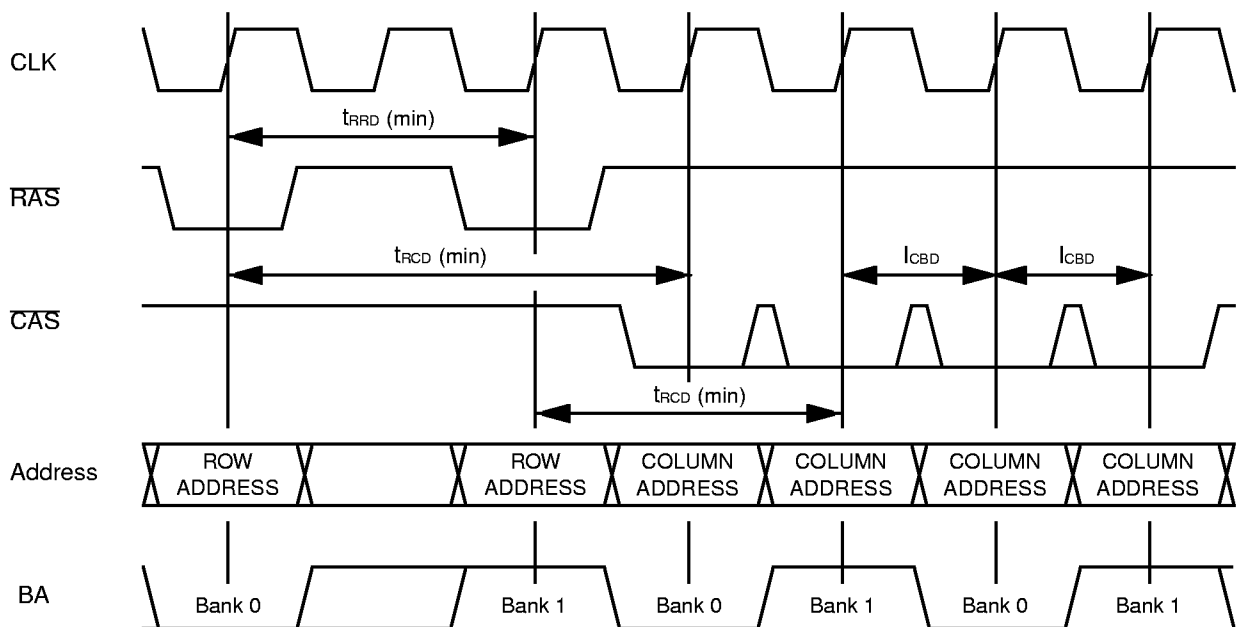 CLK
tRRD (min)
RAS
tRCD (min)
ICBD
ICBD
CAS
tRCD (min)
Address
ROW
ADDRESS
ROW
ADDRESS
COLUMN
ADDRESS
COLUMN
ADDRESS
COLUMN
ADDRESS
COLUMN
ADDRESS
BA
Bank 0
Bank 1
Bank 0
Bank 1
Bank 0
Bank 1